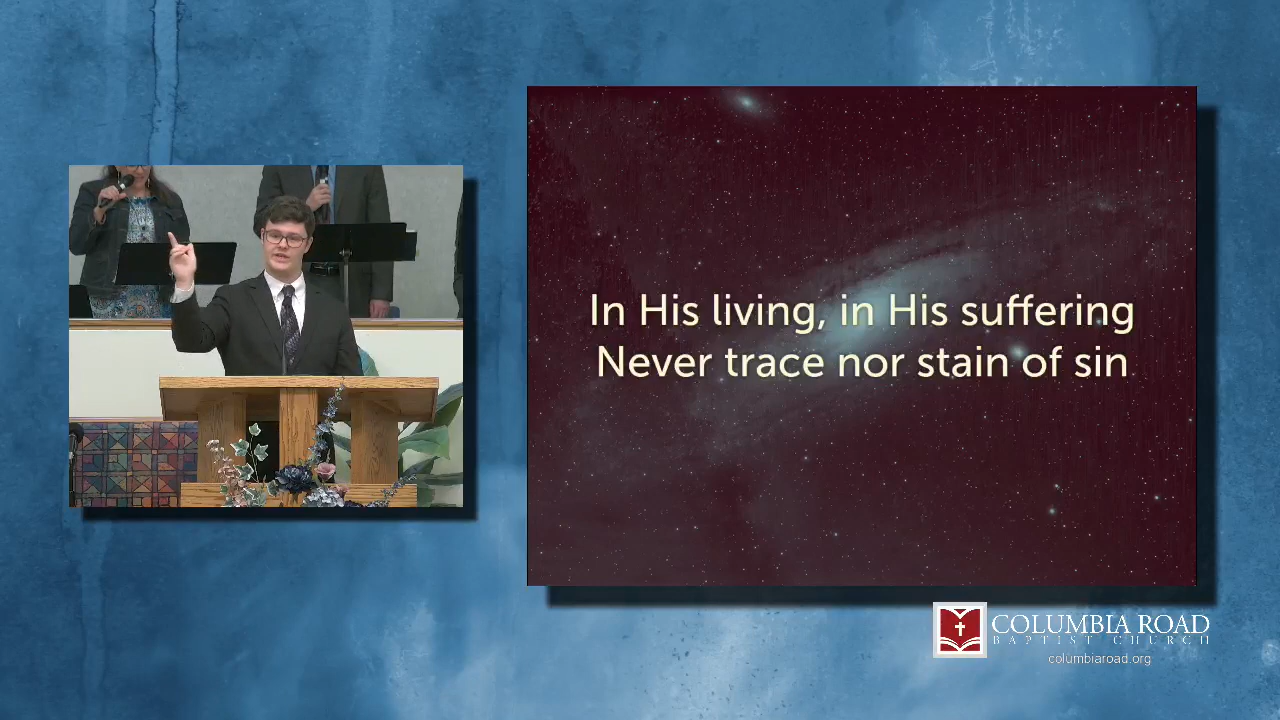 In His living, in His suffering
Never trace nor stain of sin
COLUMBIA ROAD
BAPTIST CHURCH
columbiaroad.org